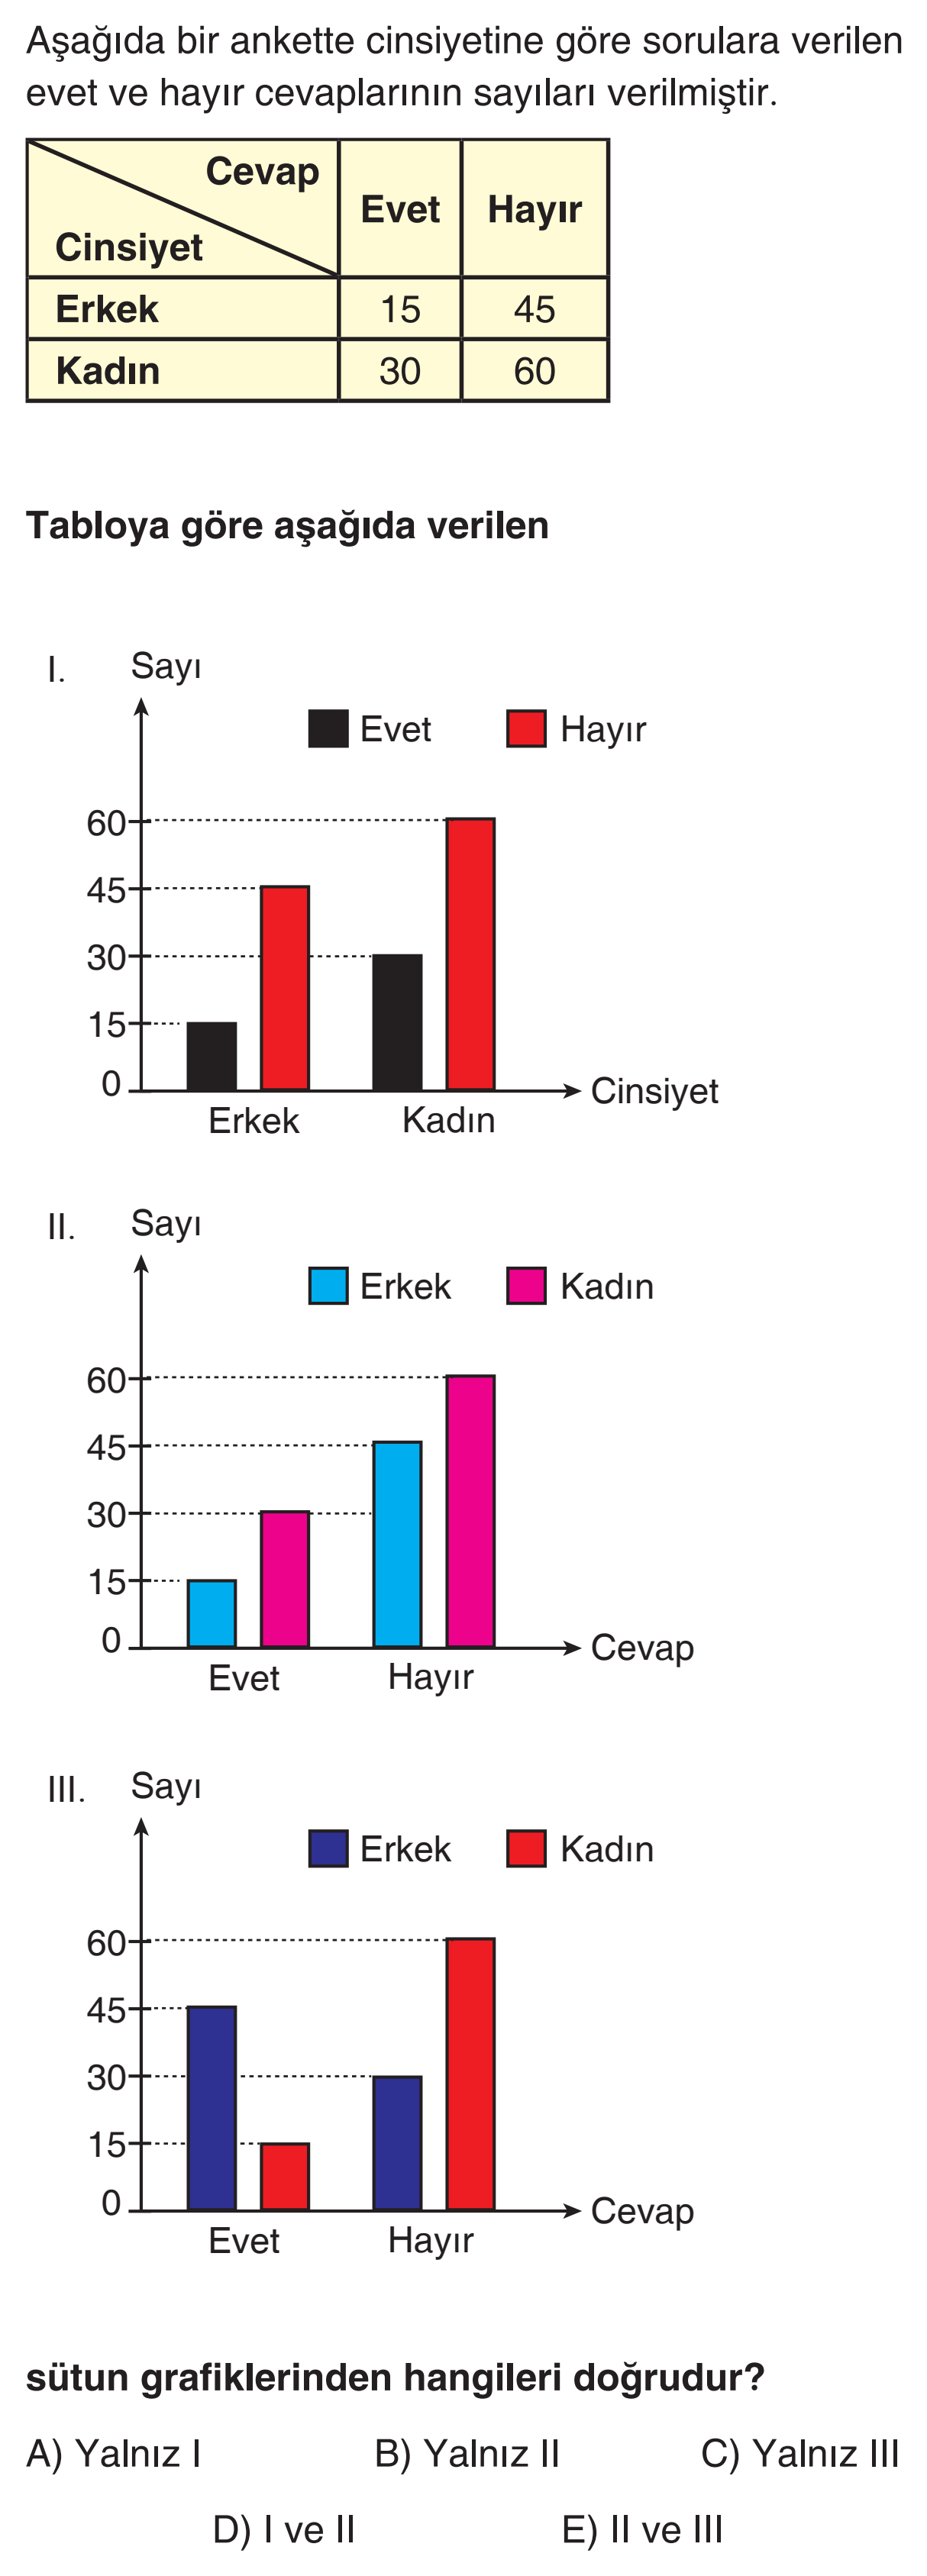 Aşağıda bir ankette cinsiyetine göre sorulara verilen
evet ve hayır cevaplarının sayıları verilmiştir.
Cevap
Cinsiyet
Evet
Hayır
Erkek 15 45
Kadın 30 60
Tabloya göre aşağıda verilen
I. Sayı
Evet Hayır
60
45
30
15
0
Cinsiyet
Erkek Kadın
II. Sayı
Erkek Kadın
60
45
30
15
0
Cevap
Evet Hayır
III. Sayı
Erkek Kadın
60
45
30
15
0
Cevap
Evet Hayır
sütun grafiklerinden hangileri doğrudur?
A) Yalnız I B) Yalnız II C) Yalnız III
D) I ve II E) II ve III